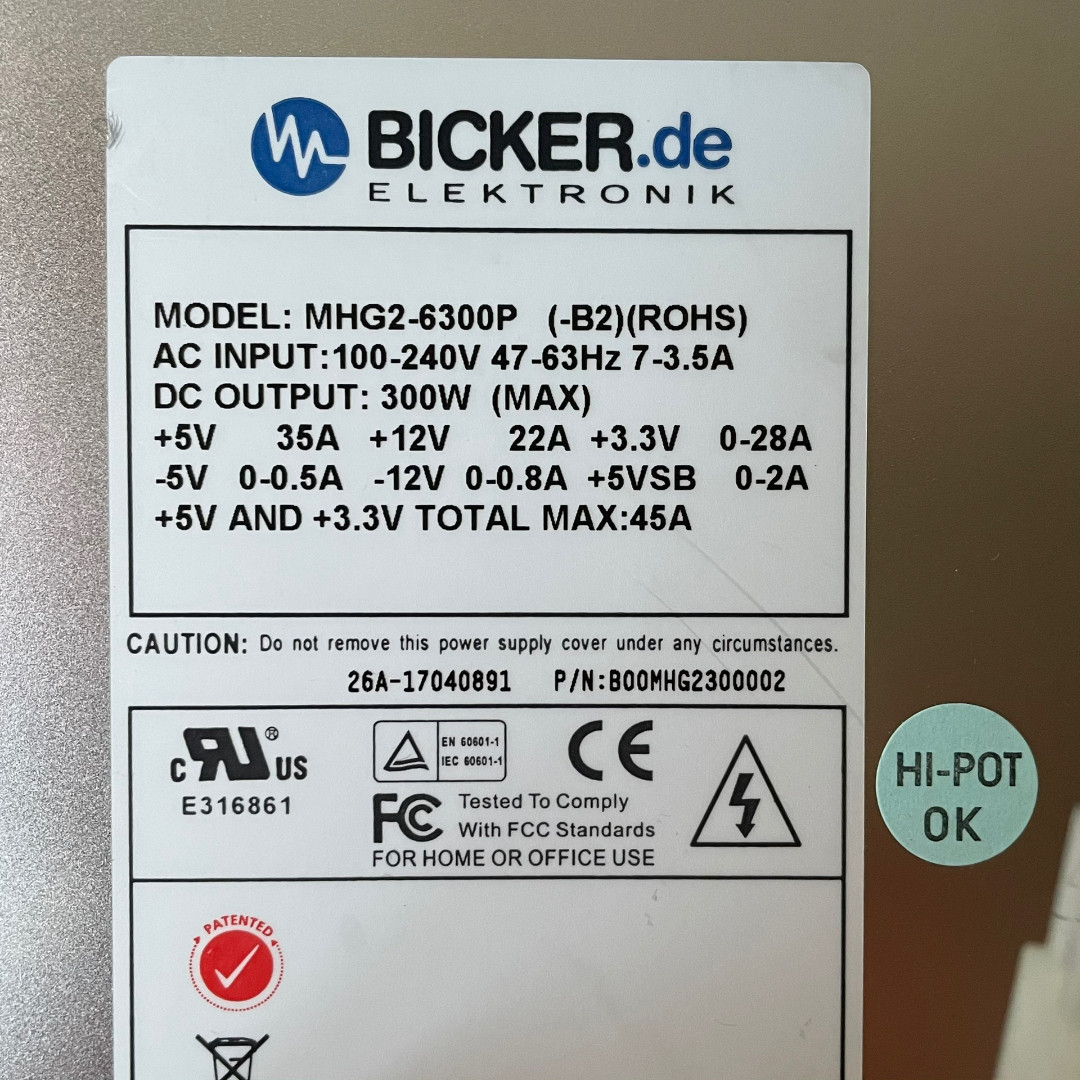 BICKER.de
ELEKTRONIK
MODEL: MHG2-6300P (-B2)(ROHS)
AC INPUT:100-240V 47-63Hz 7-3.5A
DC OUTPUT: 300W (MAX)
+5V 35A +12V 22A +3.3V 0-28A
-5V 0-0.5A -12V 0-0.8A +5VSB 0-2A
+5V AND +3.3V TOTAL MAX:45A
CAUTION: Do not remove this power supply cover under any circumstances.
26A-17040891 P/N:B00MHG2300002
c RU ® US
E316861
EN 60601-1
IEC 60601-1
CE
FC Tested To Comply
With FCC Standards
FOR HOME OR OFFICE USE
HI-POT
OK
PATENTED